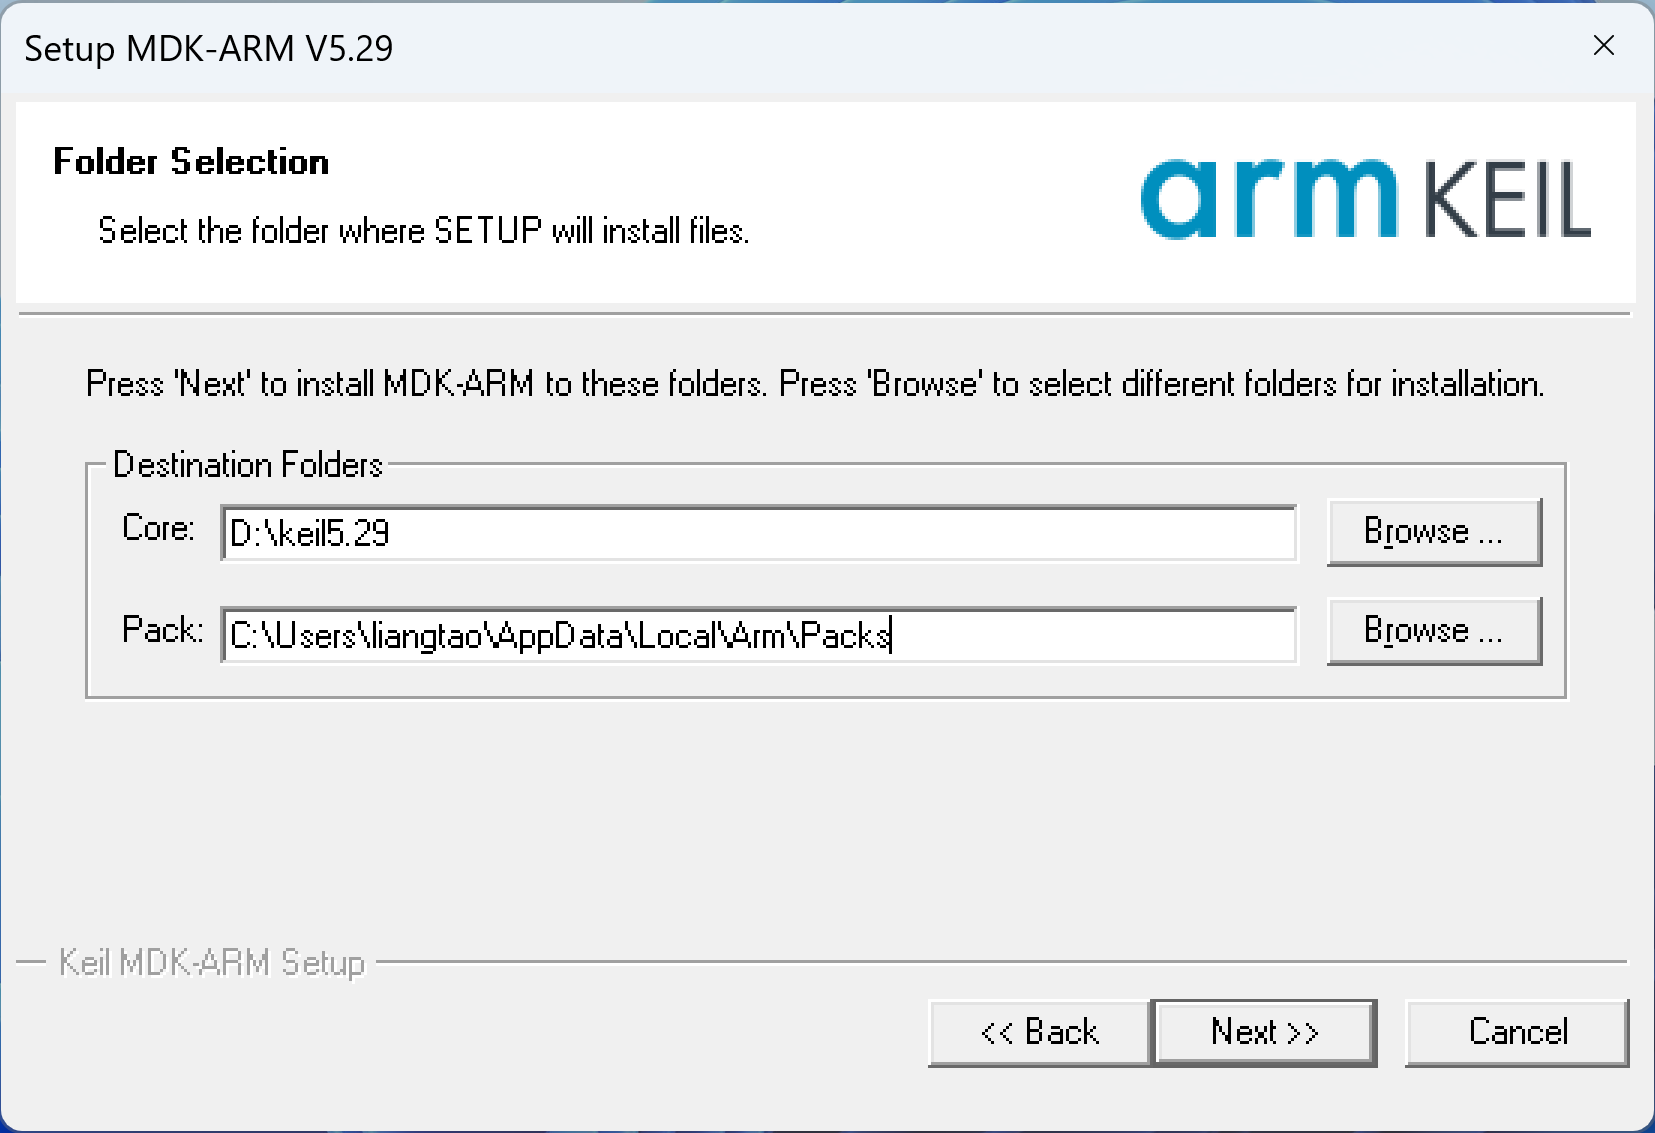 Setup MDK-ARM V5.29
Folder Selection
Select the folder where SETUP will install files.
arm KEIL
Press 'Next' to install MDK-ARM to these folders. Press 'Browse' to select different folders for installation.
Destination Folders
Core: D:\keil5.29 Browse ...
Pack: C:\Users\liangtao\AppData\Local\Arm\Packs Browse ...
Keil MDK-ARM Setup
<< Back Next >> Cancel